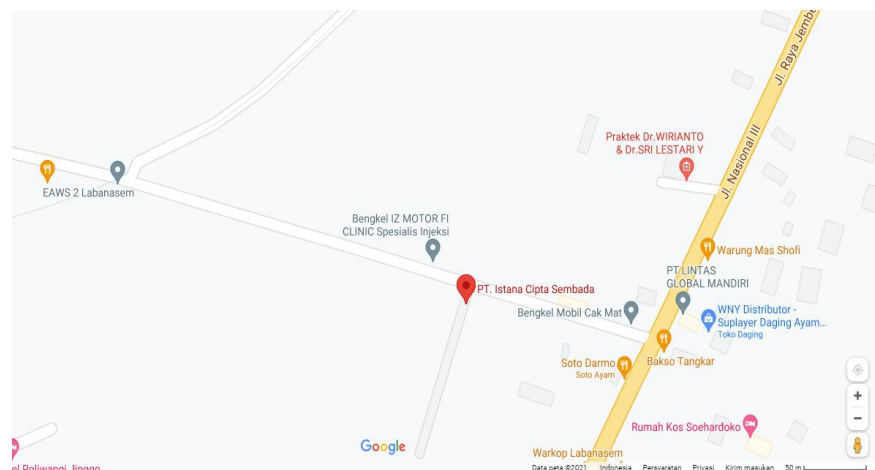 Jl. Raya Jembe
Jl. Nasional III
Praktek Dr.WIRIANTO
& Dr.SRI LESTARI Y
EAWS 2 Labanasem
Bengkel IZ MOTOR FI
CLINIC Spesialis Injeksi
Warung Mas Shofi
PT LINTAS
GLOBAL MANDIRI
PT. Istana Cipta Sembada
Bengkel Mobil Cak Mat
WNY Distributor -
Suplayer Daging Ayam...
Toko Daging
Soto Darmo
Soto Ayam
Bakso Tangkar
Rumah Kos Soehardoko
Google
Warkop Labanasem
el Poliwangi Jinggo
Data peta ©2021 Indonesia Persyaratan Privasi Kirim masukan 50 m